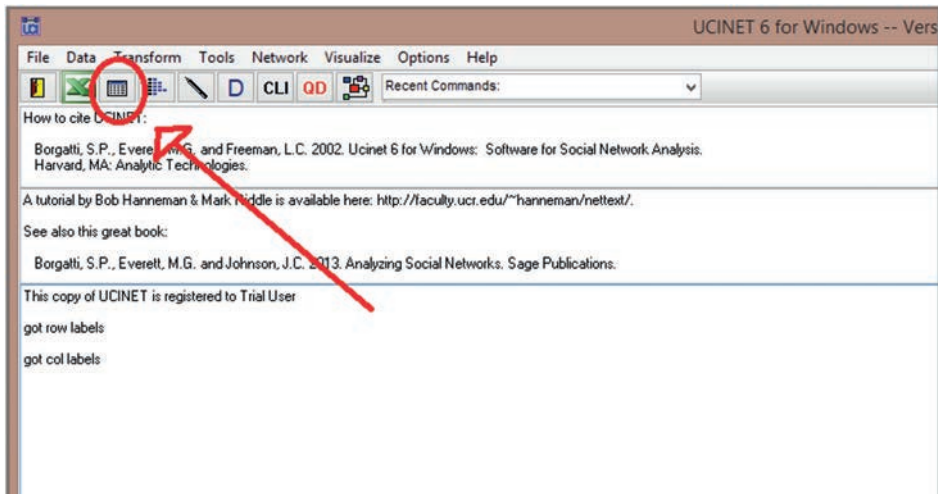 UCINET 6 for Windows -- Vers
File Data Transform Tools Network Visualize Options Help
D CLI QD Recent Commands:
How to cite UCINET:
Borgatti, S.P., Everett, M.G. and Freeman, L.C. 2002. Ucinet 6 for Windows: Software for Social Network Analysis.
Harvard, MA: Analytic Technologies.
A tutorial by Bob Hanneman & Mark Riddle is available here: http://faculty.ucr.edu/~hanneman/nettext/.
See also this great book:
Borgatti, S.P., Everett, M.G. and Johnson, J.C. 2013. Analyzing Social Networks. Sage Publications.
This copy of UCINET is registered to Trial User
got row labels
got col labels